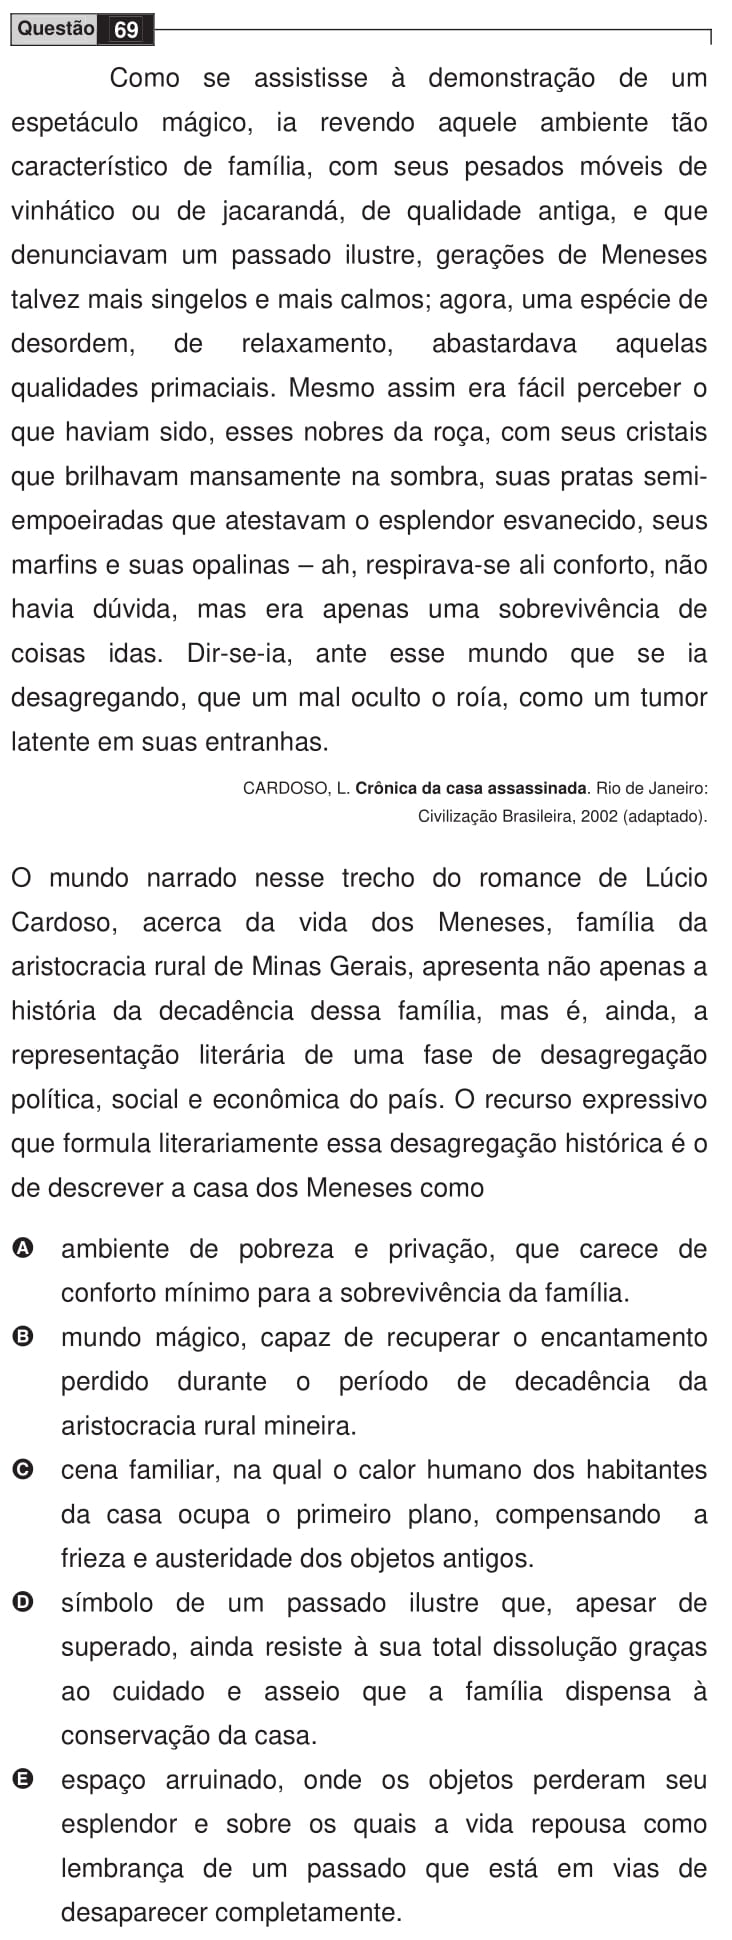 Questão 69
Como se assistisse à demonstração de um
espetáculo mágico, ia revendo aquele ambiente tão
característico de família, com seus pesados móveis de
vinhático ou de jacarandá, de qualidade antiga, e que
denunciavam um passado ilustre, gerações de Meneses
talvez mais singelos e mais calmos; agora, uma espécie de
desordem, de relaxamento, abastardava aquelas
qualidades primaciais. Mesmo assim era fácil perceber o
que haviam sido, esses nobres da roça, com seus cristais
que brilhavam mansamente na sombra, suas pratas semi-
empoeiradas que atestavam o esplendor esvanecido, seus
marfins e suas opalinas – ah, respirava-se ali conforto, não
havia dúvida, mas era apenas uma sobrevivência de
coisas idas. Dir-se-ia, ante esse mundo que se ia
desagregando, que um mal oculto o roía, como um tumor
latente em suas entranhas.
CARDOSO, L. Crônica da casa assassinada. Rio de Janeiro:
Civilização Brasileira, 2002 (adaptado).
O mundo narrado nesse trecho do romance de Lúcio
Cardoso, acerca da vida dos Meneses, família da
aristocracia rural de Minas Gerais, apresenta não apenas a
história da decadência dessa família, mas é, ainda, a
representação literária de uma fase de desagregação
política, social e econômica do país. O recurso expressivo
que formula literariamente essa desagregação histórica é o
de descrever a casa dos Meneses como
A ambiente de pobreza e privação, que carece de
conforto mínimo para a sobrevivência da família.
B mundo mágico, capaz de recuperar o encantamento
perdido durante o período de decadência da
aristocracia rural mineira.
C cena familiar, na qual o calor humano dos habitantes
da casa ocupa o primeiro plano, compensando a
frieza e austeridade dos objetos antigos.
D símbolo de um passado ilustre que, apesar de
superado, ainda resiste à sua total dissolução graças
ao cuidado e asseio que a família dispensa à
conservação da casa.
E espaço arruinado, onde os objetos perderam seu
esplendor e sobre os quais a vida repousa como
lembrança de um passado que está em vias de
desaparecer completamente.